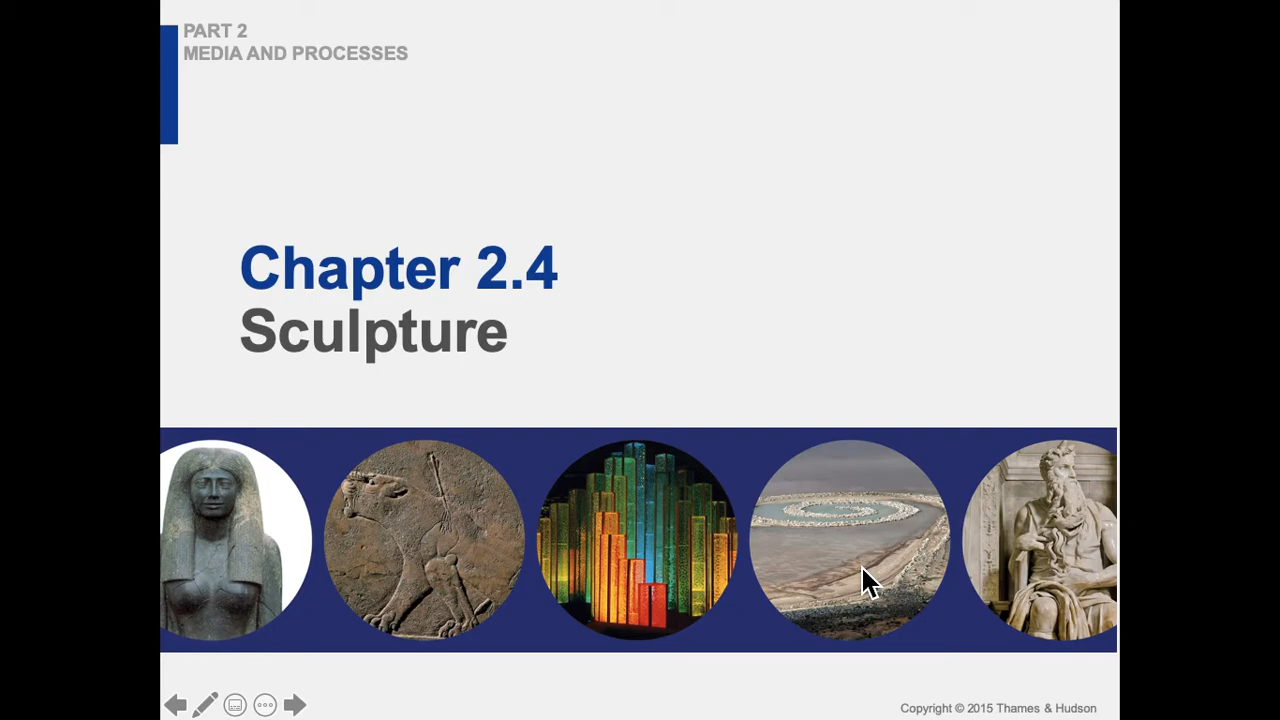 PART 2
MEDIA AND PROCESSES
Chapter 2.4
Sculpture
Copyright © 2015 Thames & Hudson